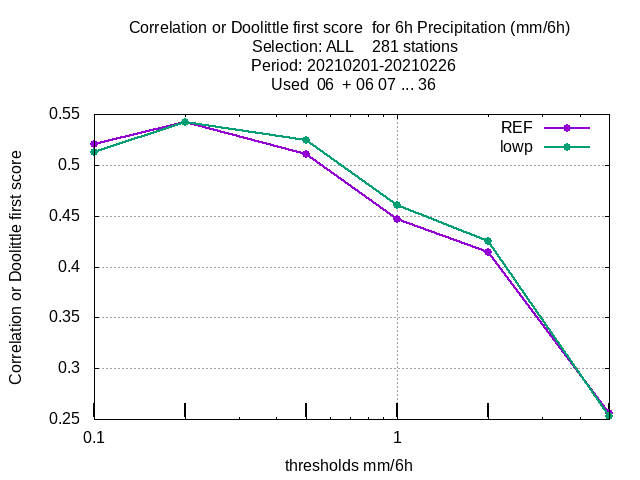 Correlation or Doolittle first score  for 6h Precipitation (mm/6h)
Selection: ALL    281 stations
Period: 20210201-20210226
Used  06  + 06 07 ... 36
REF
lowp
0.55
0.5
0.45
0.4
0.35
0.3
0.25
Correlation or Doolittle first score
0.1
1
thresholds mm/6h